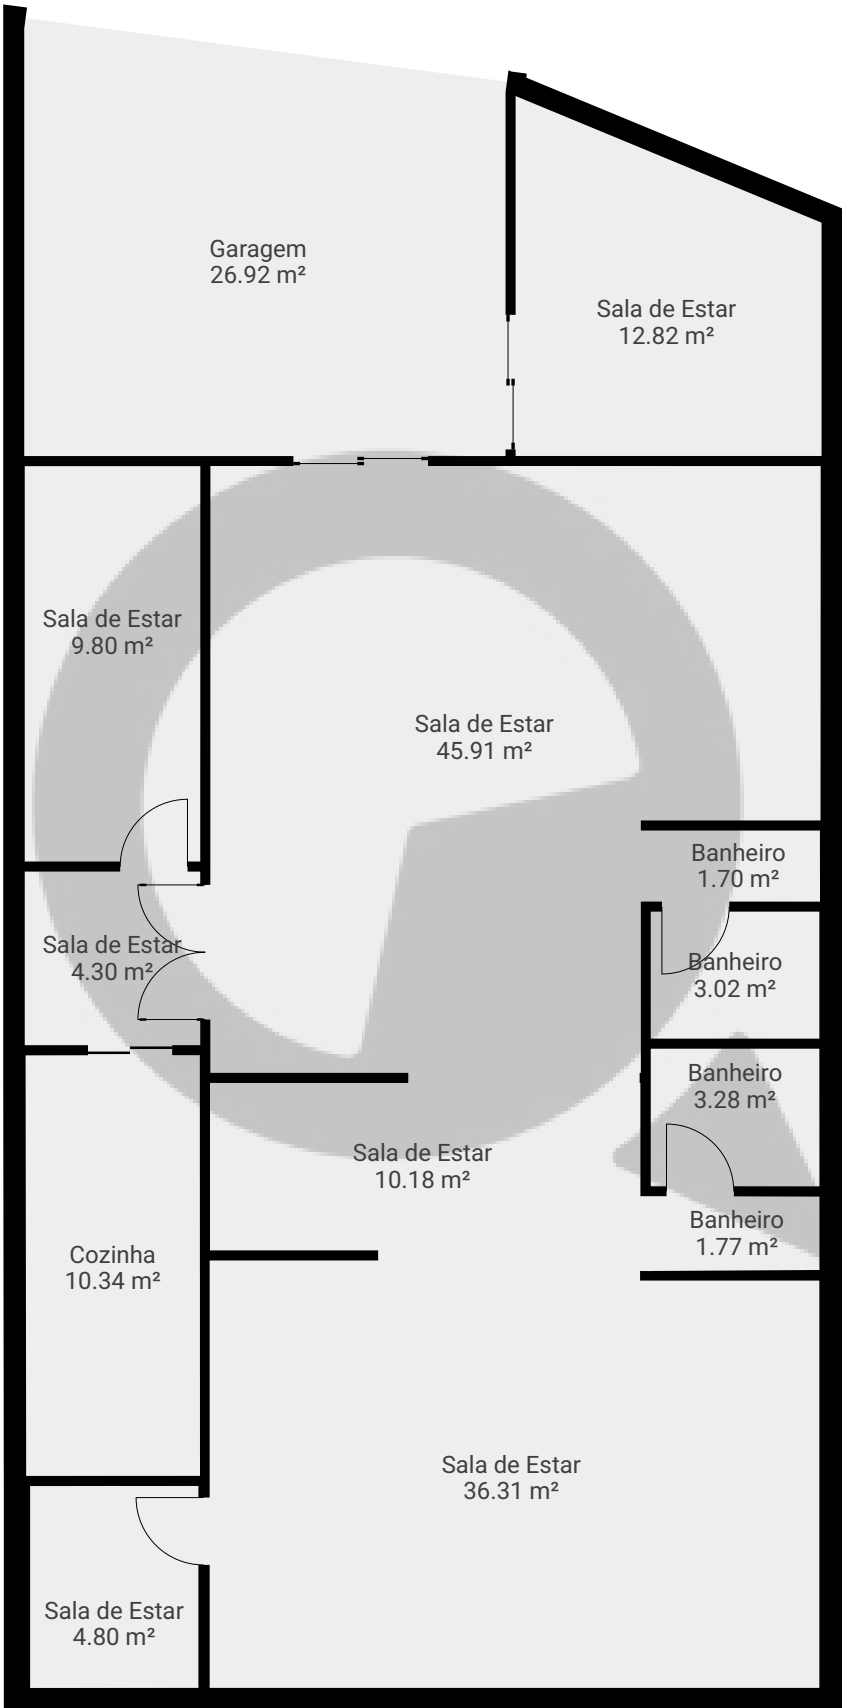 Garagem
26.92 m²
Sala de Estar
12.82 m²
Sala de Estar
9.80 m²
Sala de Estar
45.91 m²
Banheiro
1.70 m²
Sala de Estar
4.30 m²
Banheiro
3.02 m²
Banheiro
3.28 m²
Sala de Estar
10.18 m²
Banheiro
1.77 m²
Cozinha
10.34 m²
Sala de Estar
36.31 m²
Sala de Estar
4.80 m²